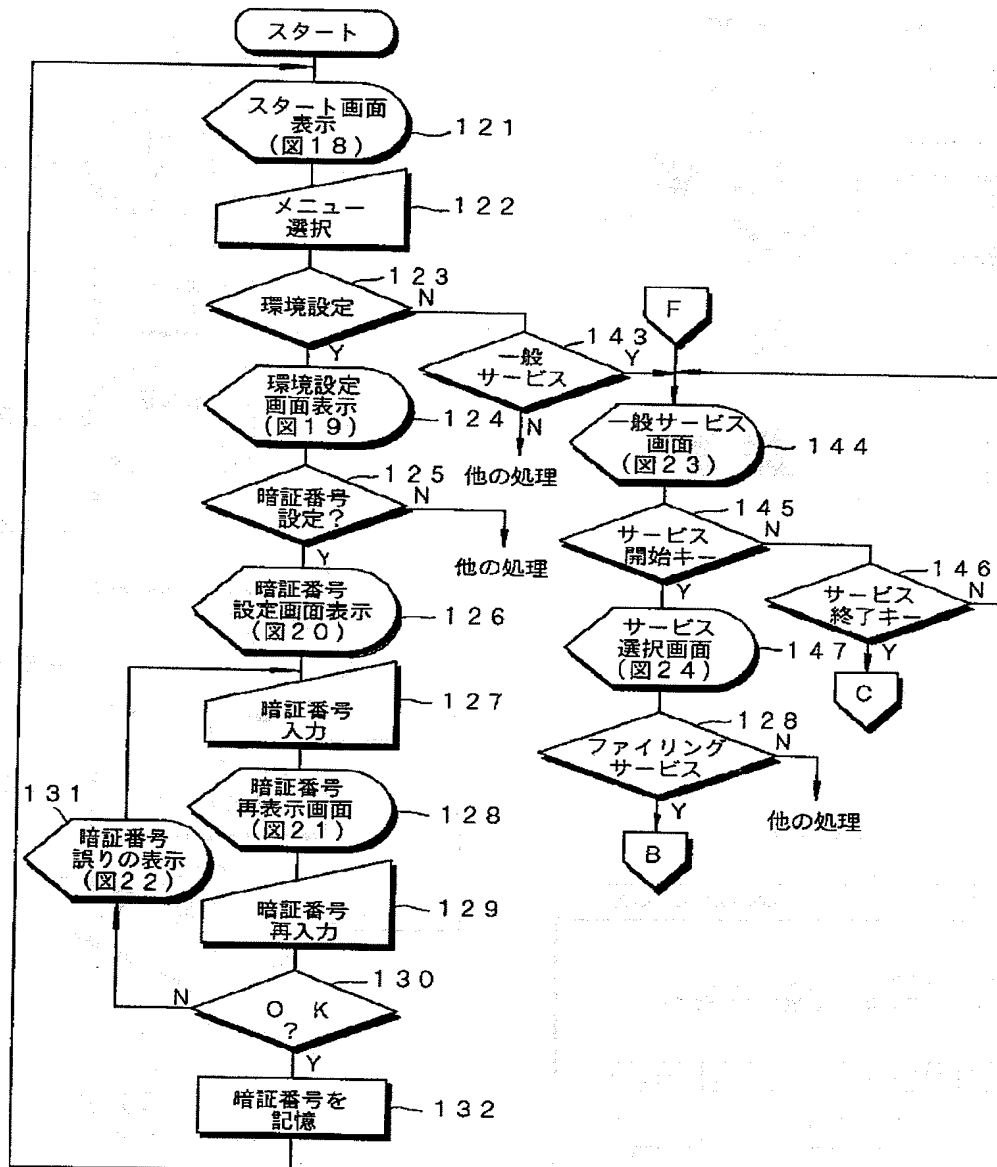 スタート
スタート画面
表示
(図18)
121
メニュー
選択
122
環境設定
123
N
Y
環境設定
画面表示
(図19)
124
暗証番号
設定?
125
N
他の処理
Y
暗証番号
設定画面表示
(図20)
126
暗証番号
入力
127
暗証番号
再表示画面
(図21)
128
暗証番号
再入力
129
OK
?
130
N
Y
暗証番号
誤りの表示
(図22)
131
暗証番号を
記憶
132
一般
サービス
143
Y
N
他の処理
F
一般サービス
画面
(図23)
144
サービス
開始キー
145
N
Y
サービス
終了キー
146
N
Y
C
サービス
選択画面
(図24)
147
ファイリング
サービス
128
N
他の処理
Y
B